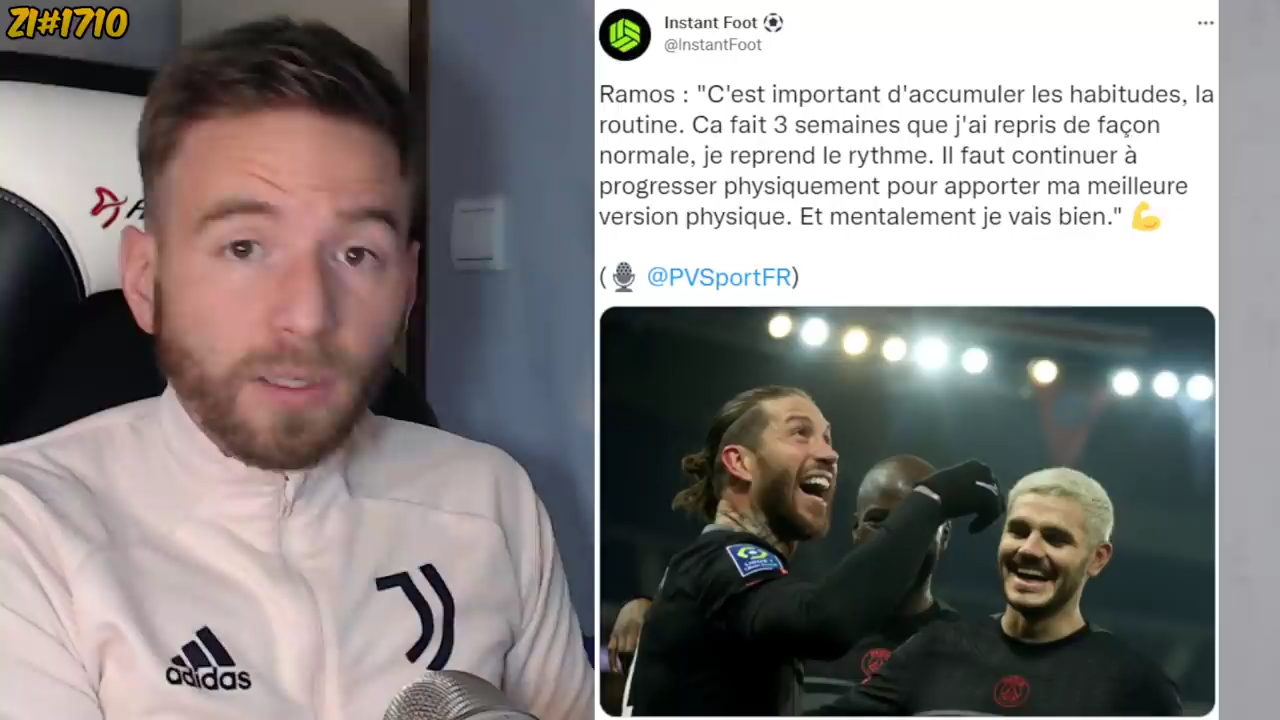 ZI#1710
Instant Foot
@InstantFoot
Ramos : "C'est important d'accumuler les habitudes, la
routine. Ca fait 3 semaines que j'ai repris de façon
normale, je reprend le rythme. Il faut continuer à
progresser physiquement pour apporter ma meilleure
version physique. Et mentalement je vais bien." 💪
(🎙 @PVSportFR)
adidas